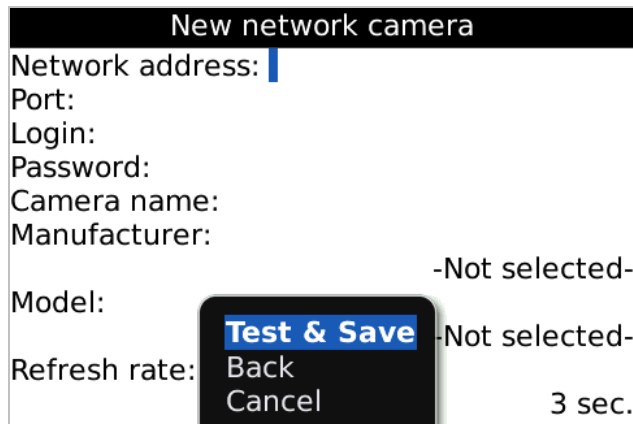 New network camera
Network address:
Port:
Login:
Password:
Camera name:
Manufacturer:
-Not selected-
Model:
-Not selected-
Refresh rate:
3 sec.
Test & Save
Back
Cancel